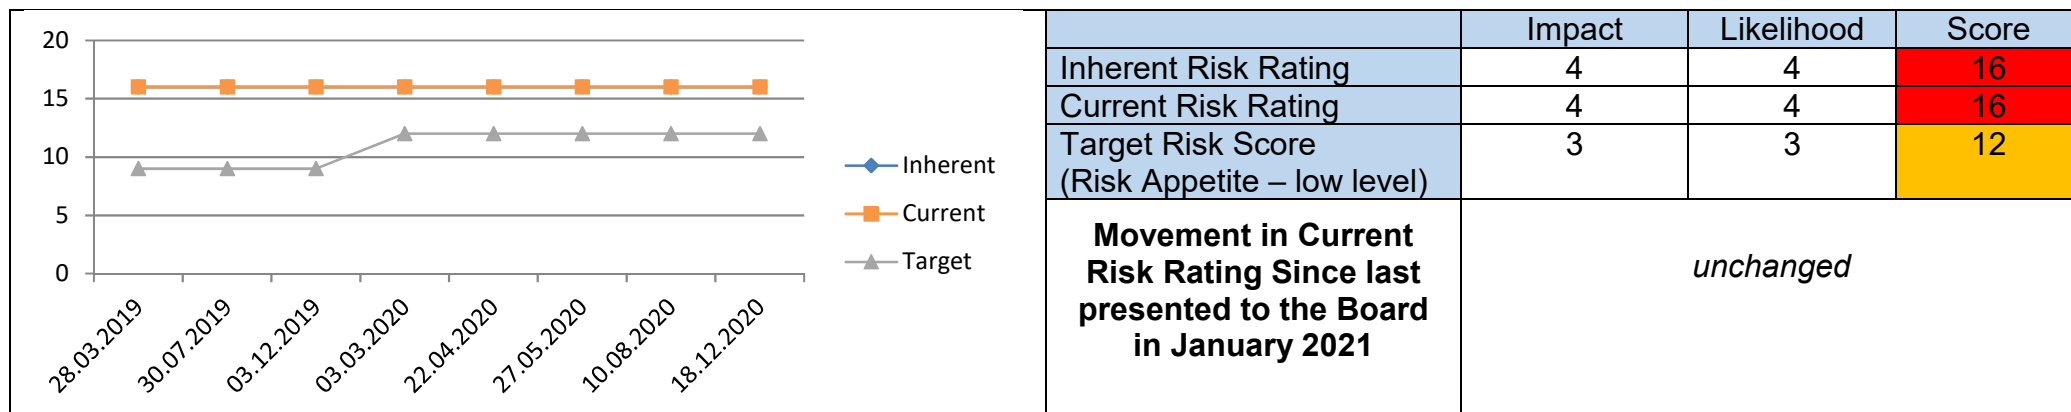 20
15
10
5
0
28.03.2019
30.07.2019
03.12.2019
03.03.2020
22.04.2020
27.05.2020
10.08.2020
18.12.2020
Inherent
Current
Target
Impact Likelihood Score
Inherent Risk Rating 4 4 16
Current Risk Rating 4 4 16
Target Risk Score 3 3 12
(Risk Appetite – low level)
Movement in Current
Risk Rating Since last
presented to the Board
in January 2021
unchanged